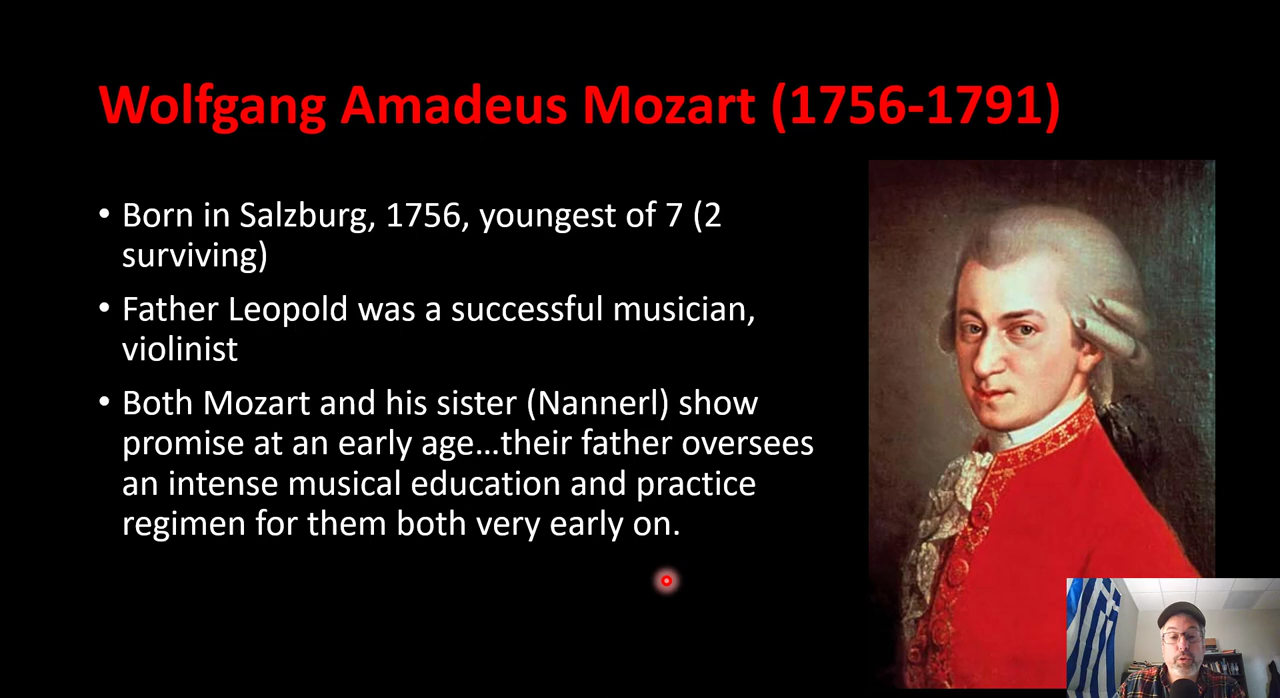 Wolfgang Amadeus Mozart (1756-1791)
• Born in Salzburg, 1756, youngest of 7 (2
surviving)
• Father Leopold was a successful musician,
violinist
• Both Mozart and his sister (Nannerl) show
promise at an early age…their father oversees
an intense musical education and practice
regimen for them both very early on.